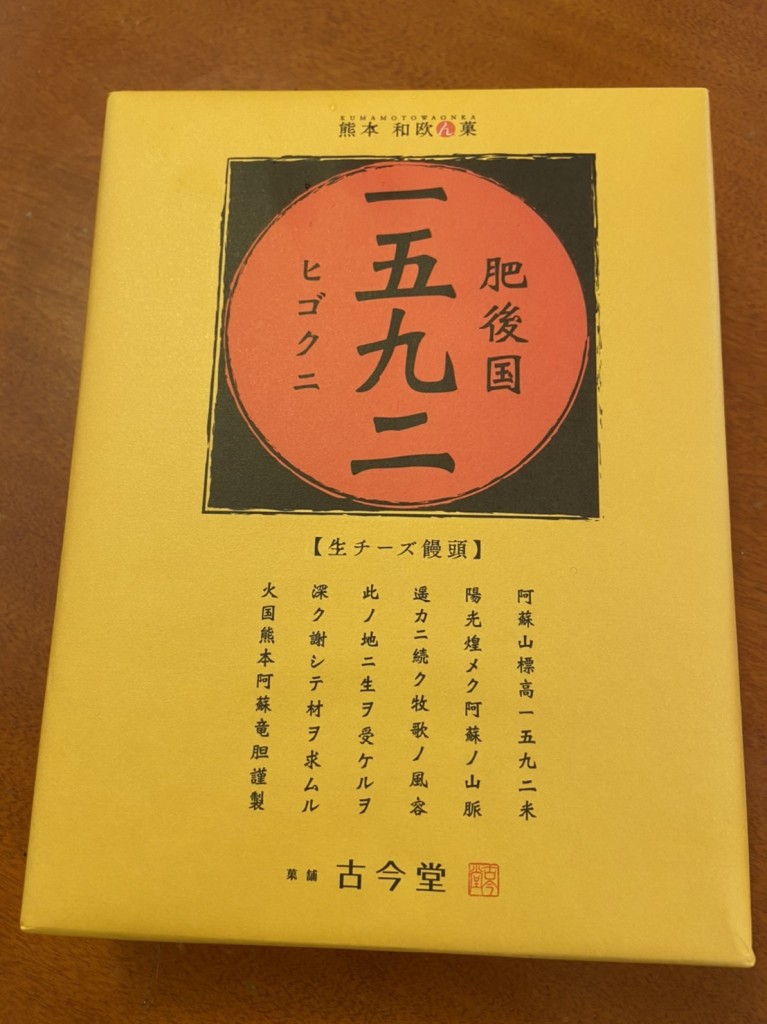 KUMAMOTOWAONKA
熊本 和欧ん菓
肥後国
一五九二
ヒゴクニ
【生チーズ饅頭】
阿蘇山標高一五九二米
陽光煌メク阿蘇ノ山脈
遥カニ続ク牧歌ノ風容
此ノ地ニ生ヲ受ケルヲ
深ク謝シテ材ヲ求ムル
火国熊本阿蘇竜胆謹製
菓舗 古今堂
古今堂